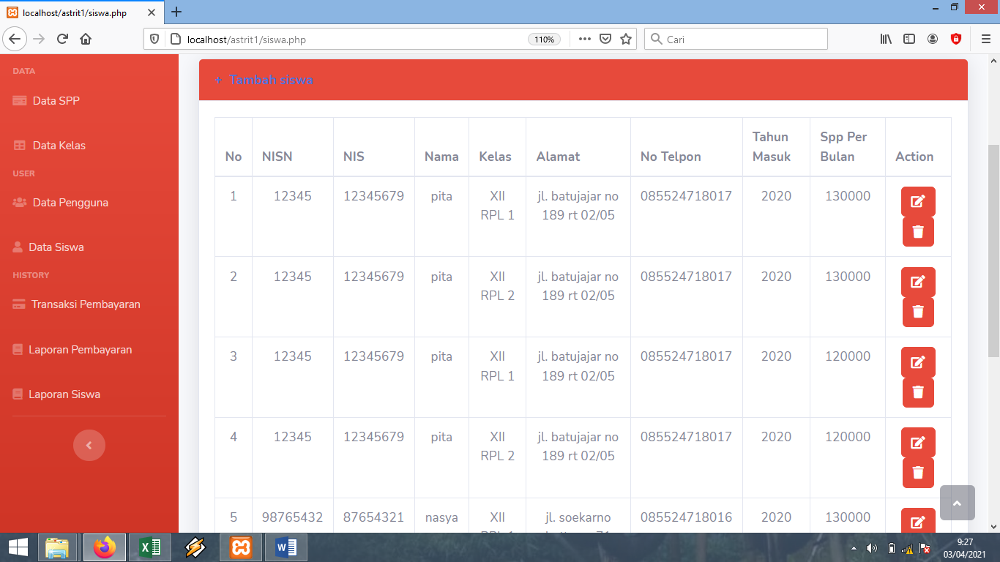 localhost/astrit1/siswa.php
localhost/astrit1/siswa.php
110%
Cari
DATA
Data SPP
Data Kelas
USER
Data Pengguna
Data Siswa
HISTORY
Transaksi Pembayaran
Laporan Pembayaran
Laporan Siswa
+ Tambah siswa
No NISN NIS Nama Kelas Alamat No Telpon Tahun Masuk Spp Per Bulan Action
1 12345 12345679 pita XII RPL 1 jl. batujajar no 189 rt 02/05 085524718017 2020 130000
2 12345 12345679 pita XII RPL 2 jl. batujajar no 189 rt 02/05 085524718017 2020 130000
3 12345 12345679 pita XII RPL 1 jl. batujajar no 189 rt 02/05 085524718017 2020 120000
4 12345 12345679 pita XII RPL 2 jl. batujajar no 189 rt 02/05 085524718017 2020 120000
5 98765432 87654321 nasya XII jl. soekarno 085524718016 2020 130000
9:27
03/04/2021